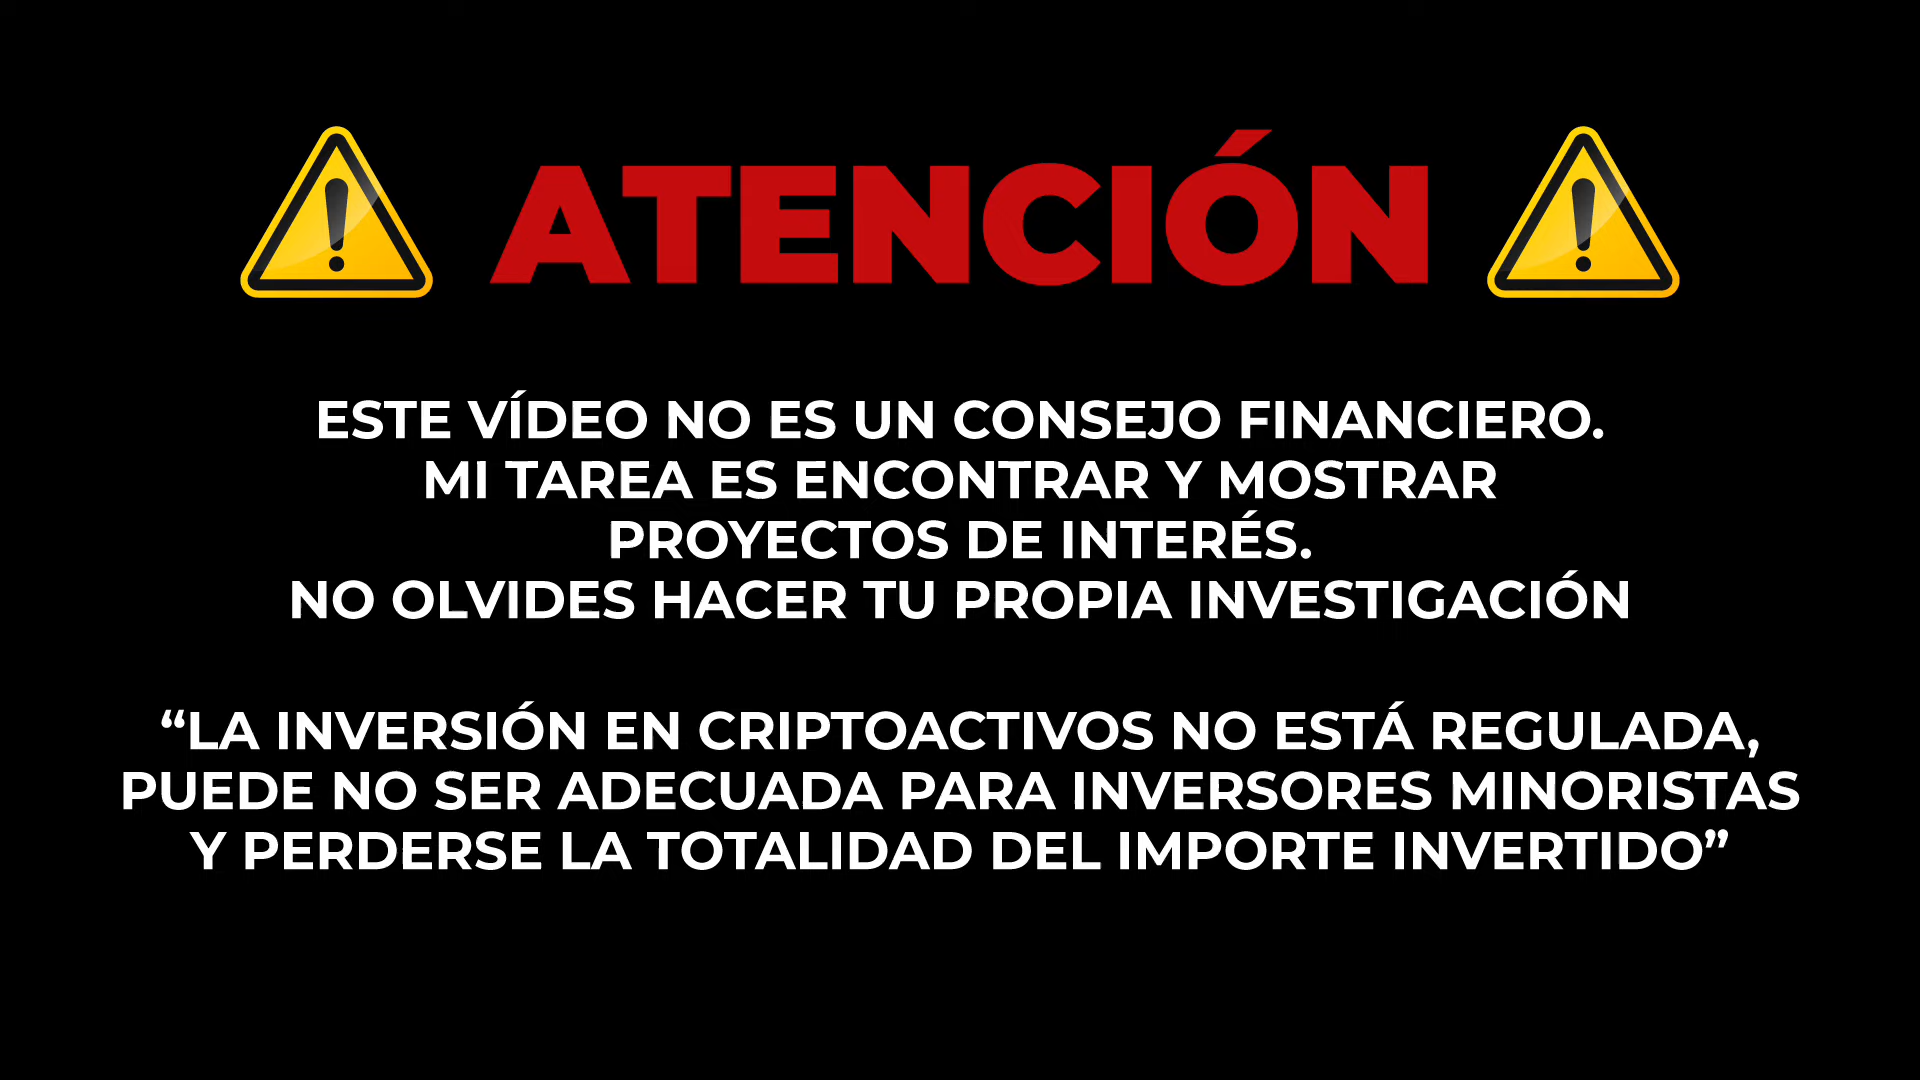 ATENCIÓN
ESTE VÍDEO NO ES UN CONSEJO FINANCIERO.
MI TAREA ES ENCONTRAR Y MOSTRAR
PROYECTOS DE INTERÉS.
NO OLVIDES HACER TU PROPIA INVESTIGACIÓN
“LA INVERSIÓN EN CRIPTOACTIVOS NO ESTÁ REGULADA,
PUEDE NO SER ADECUADA PARA INVERSORES MINORISTAS
Y PERDERSE LA TOTALIDAD DEL IMPORTE INVERTIDO”